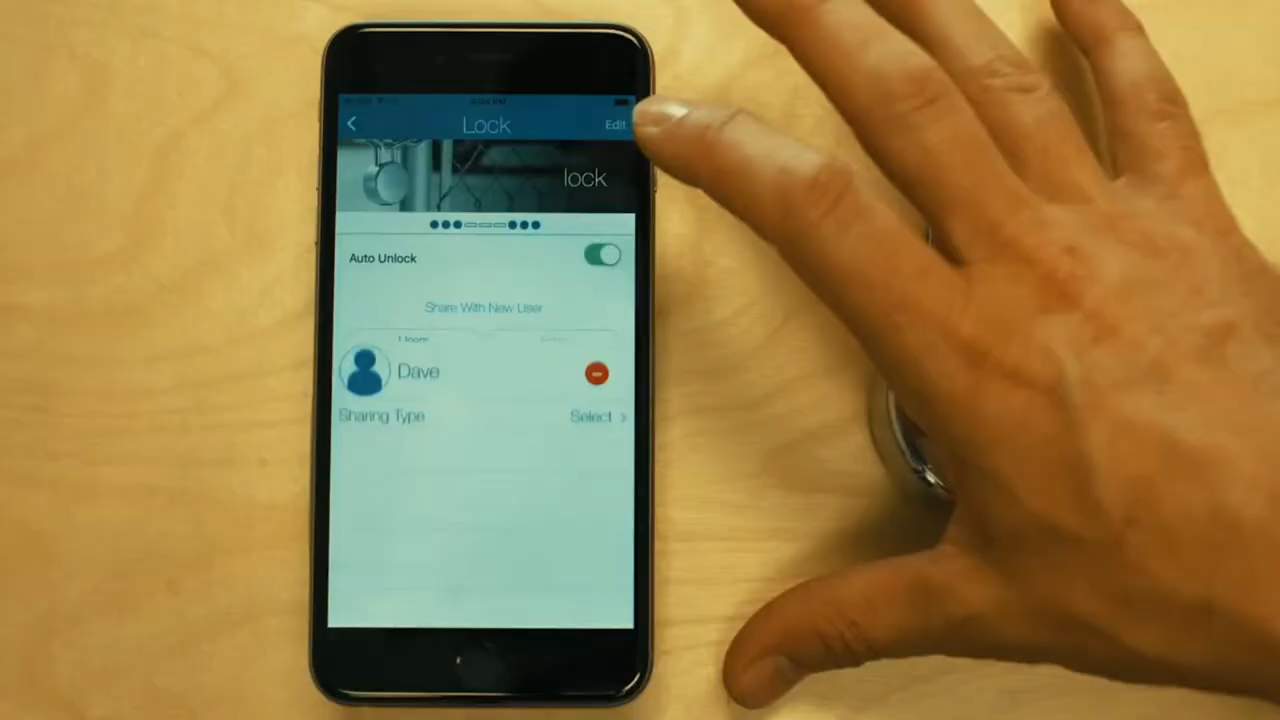 Lock
Edit
lock
Auto Unlock
Share With New User
Dave
Sharing Type
Select